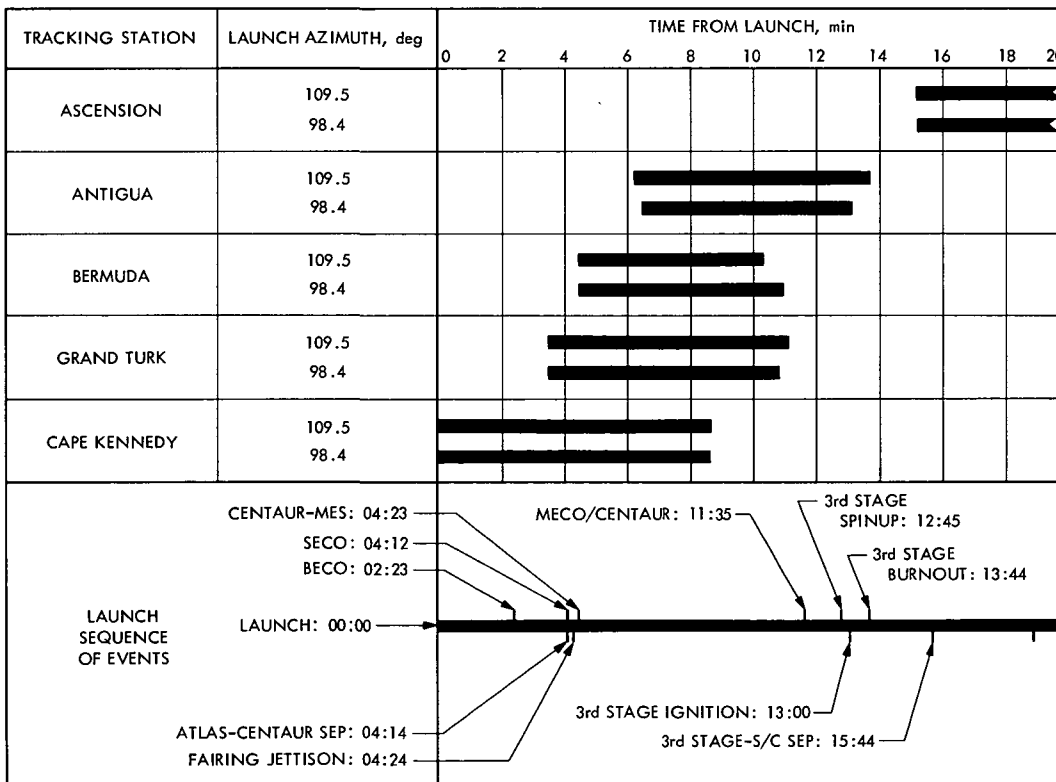 TRACKING STATION
LAUNCH AZIMUTH, deg
TIME FROM LAUNCH, min
0 2 4 6 8 10 12 14 16 18 20
ASCENSION
109.5
98.4
ANTIGUA
109.5
98.4
BERMUDA
109.5
98.4
GRAND TURK
109.5
98.4
CAPE KENNEDY
109.5
98.4
LAUNCH
SEQUENCE
OF EVENTS
CENTAUR-MES: 04:23
SECO: 04:12
BECO: 02:23
LAUNCH: 00:00
ATLAS-CENTAUR SEP: 04:14
FAIRING JETTISON: 04:24
MECO/CENTAUR: 11:35
3rd STAGE
SPINUP: 12:45
3rd STAGE
BURNOUT: 13:44
3rd STAGE IGNITION: 13:00
3rd STAGE-S/C SEP: 15:44